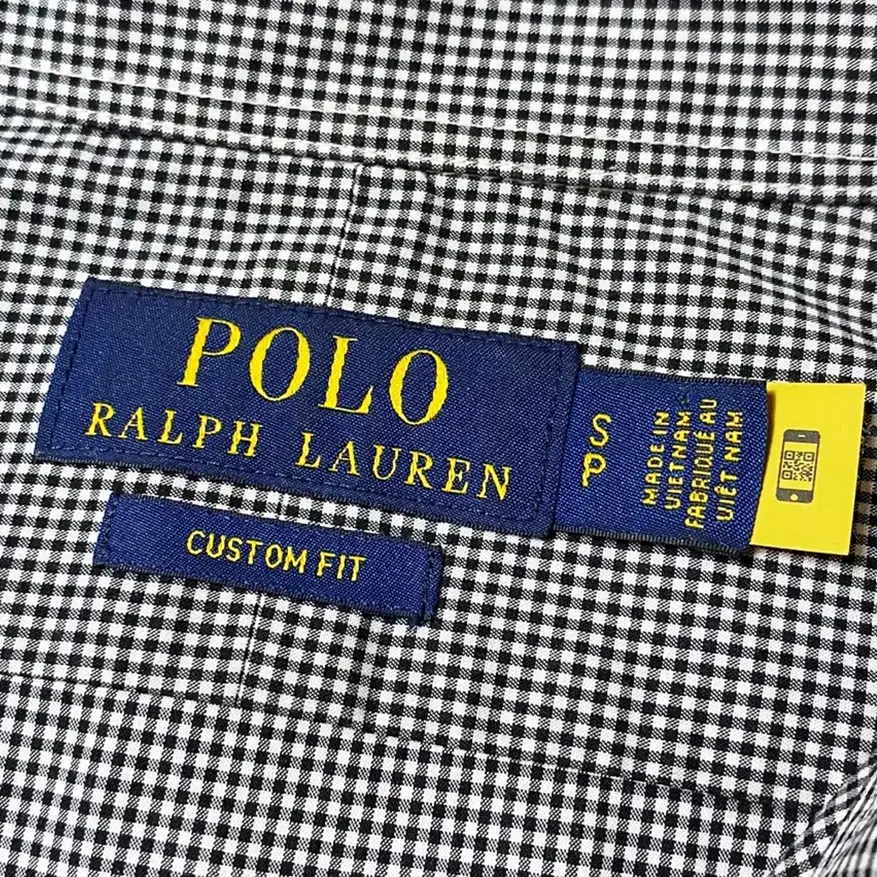 POLO
RALPH LAUREN
CUSTOM FIT
S
P
MADE IN
VIETNAM
FABRIQUÉ AU
VIÊT NAM